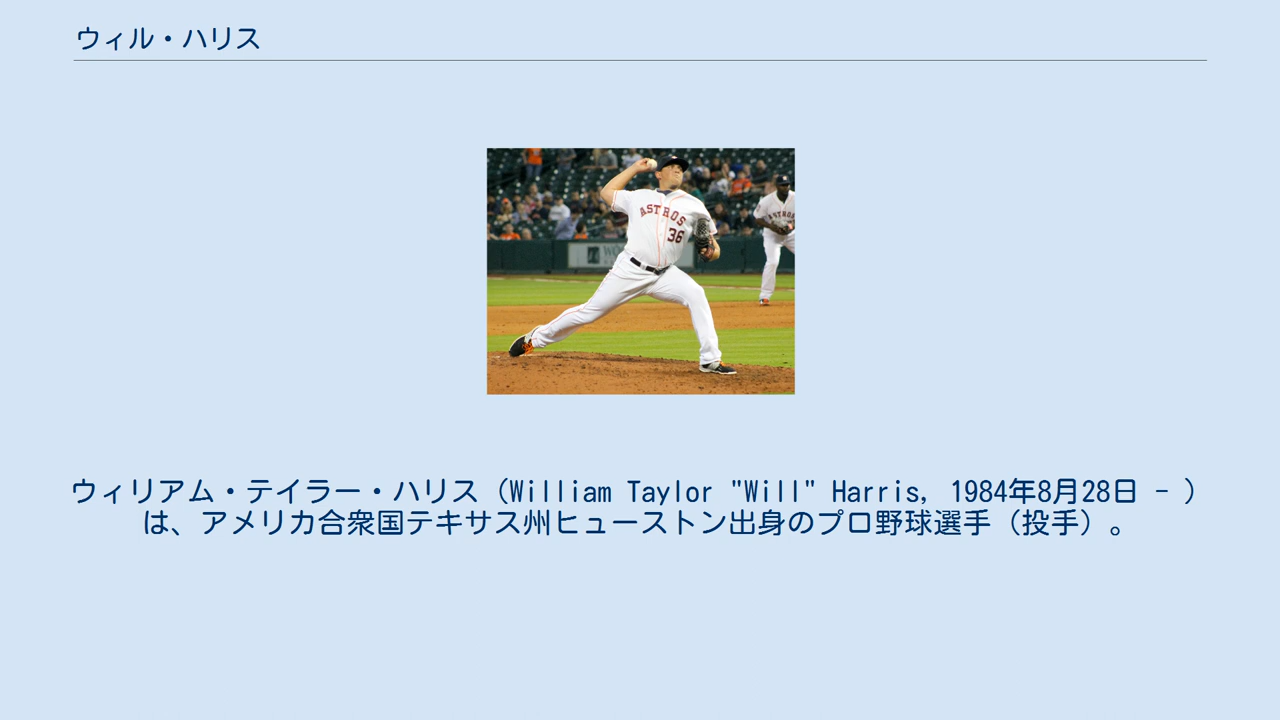 ウィル・ハリス
ASTROS
36
ウィリアム・テイラー・ハリス（William Taylor "Will" Harris, 1984年8月28日 - ）
は、アメリカ合衆国テキサス州ヒューストン出身のプロ野球選手（投手）。